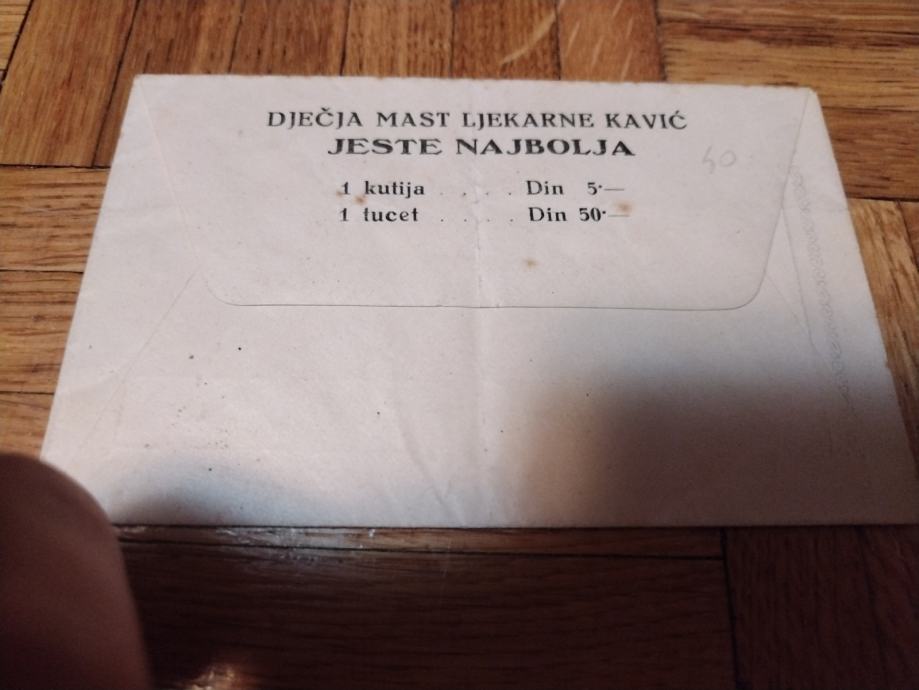 DJEČJA MAST LJEKARNE KAVIĆ
JESTE NAJBOLJA
40
1 kutija . . . . Din 5·—
1 tucet . . . . Din 50·—